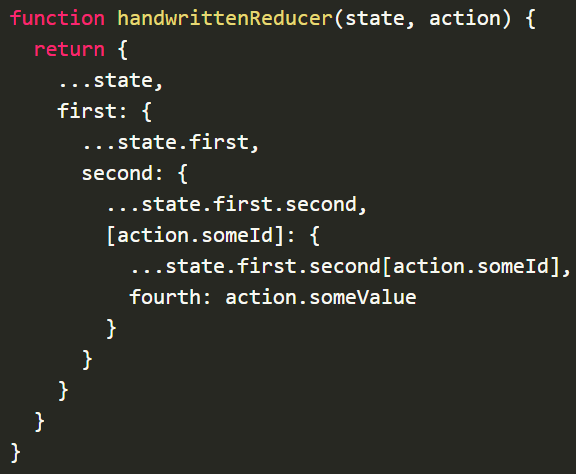 function handwrittenReducer(state, action) {
  return {
    ...state,
    first: {
      ...state.first,
      second: {
        ...state.first.second,
        [action.someId]: {
          ...state.first.second[action.someId],
          fourth: action.someValue
        }
      }
    }
  }
}